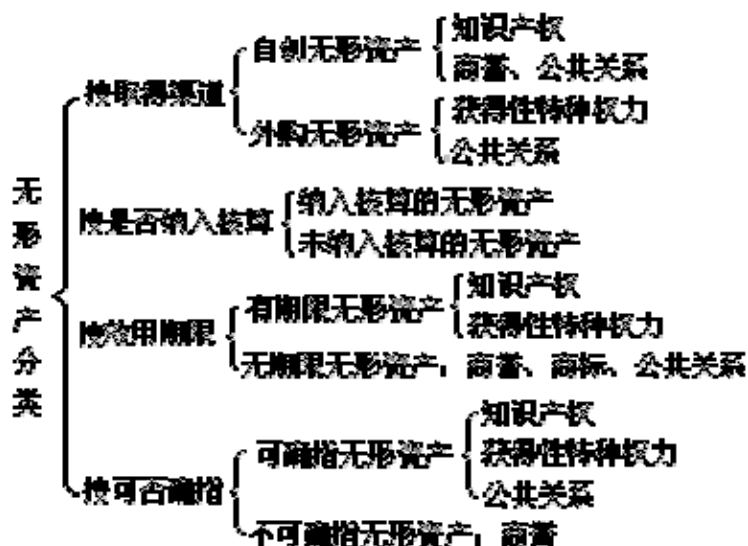 无形资产分类
按取得渠道
自创无形资产
知识产权
商誉、公共关系
外购无形资产
获得性特种权力
公共关系
按是否纳入核算
纳入核算的无形资产
未纳入核算的无形资产
按效用期限
有期限无形资产
知识产权
获得性特种权力
无期限无形资产：商誉、商标、公共关系
按可否确指
可确指无形资产
知识产权
获得性特种权力
公共关系
不可确指无形资产：商誉